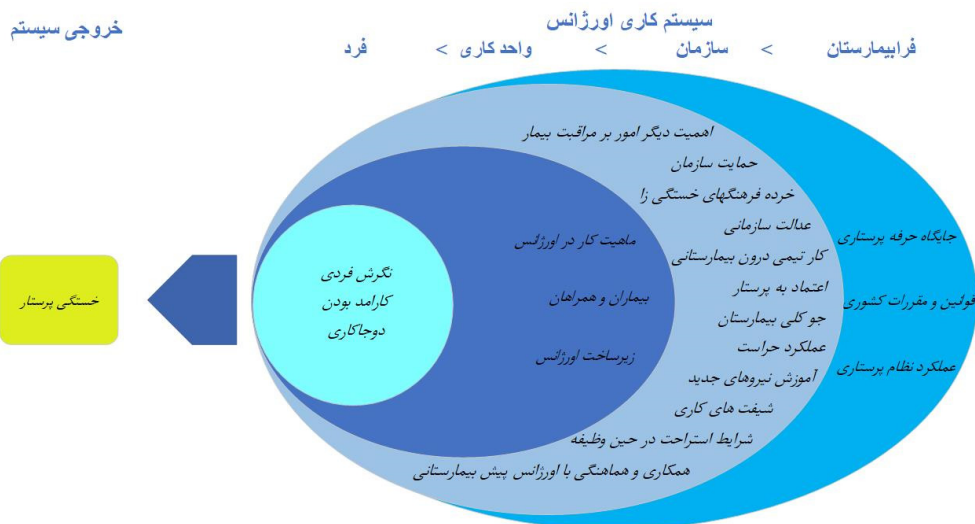 سیستم کاری اورژانس
خروجی سیستم
فرابیمارستان > سازمان > واحد کاری > فرد
اهمیت دیگر امور بر مراقبت بیمار
حمایت سازمان
خرده فرهنگهای خستگی زا
عدالت سازمانی
کار تیمی درون بیمارستانی
اعتماد به پرستار
جو کلی بیمارستان
عملکرد حراست
آموزش نیروهای جدید
شیفت های کاری
شرایط استراحت در حین وظیفه
همکاری و هماهنگی با اورژانس پیش بیمارستانی
جایگاه حرفه پرستاری
قوانین و مقررات کشوری
عملکرد نظام پرستاری
ماهیت کار در اورژانس
بیماران و همراهان
زیرساخت اورژانس
نگرش فردی
کارامد بودن
دوجاکاری
خستگی پرستار